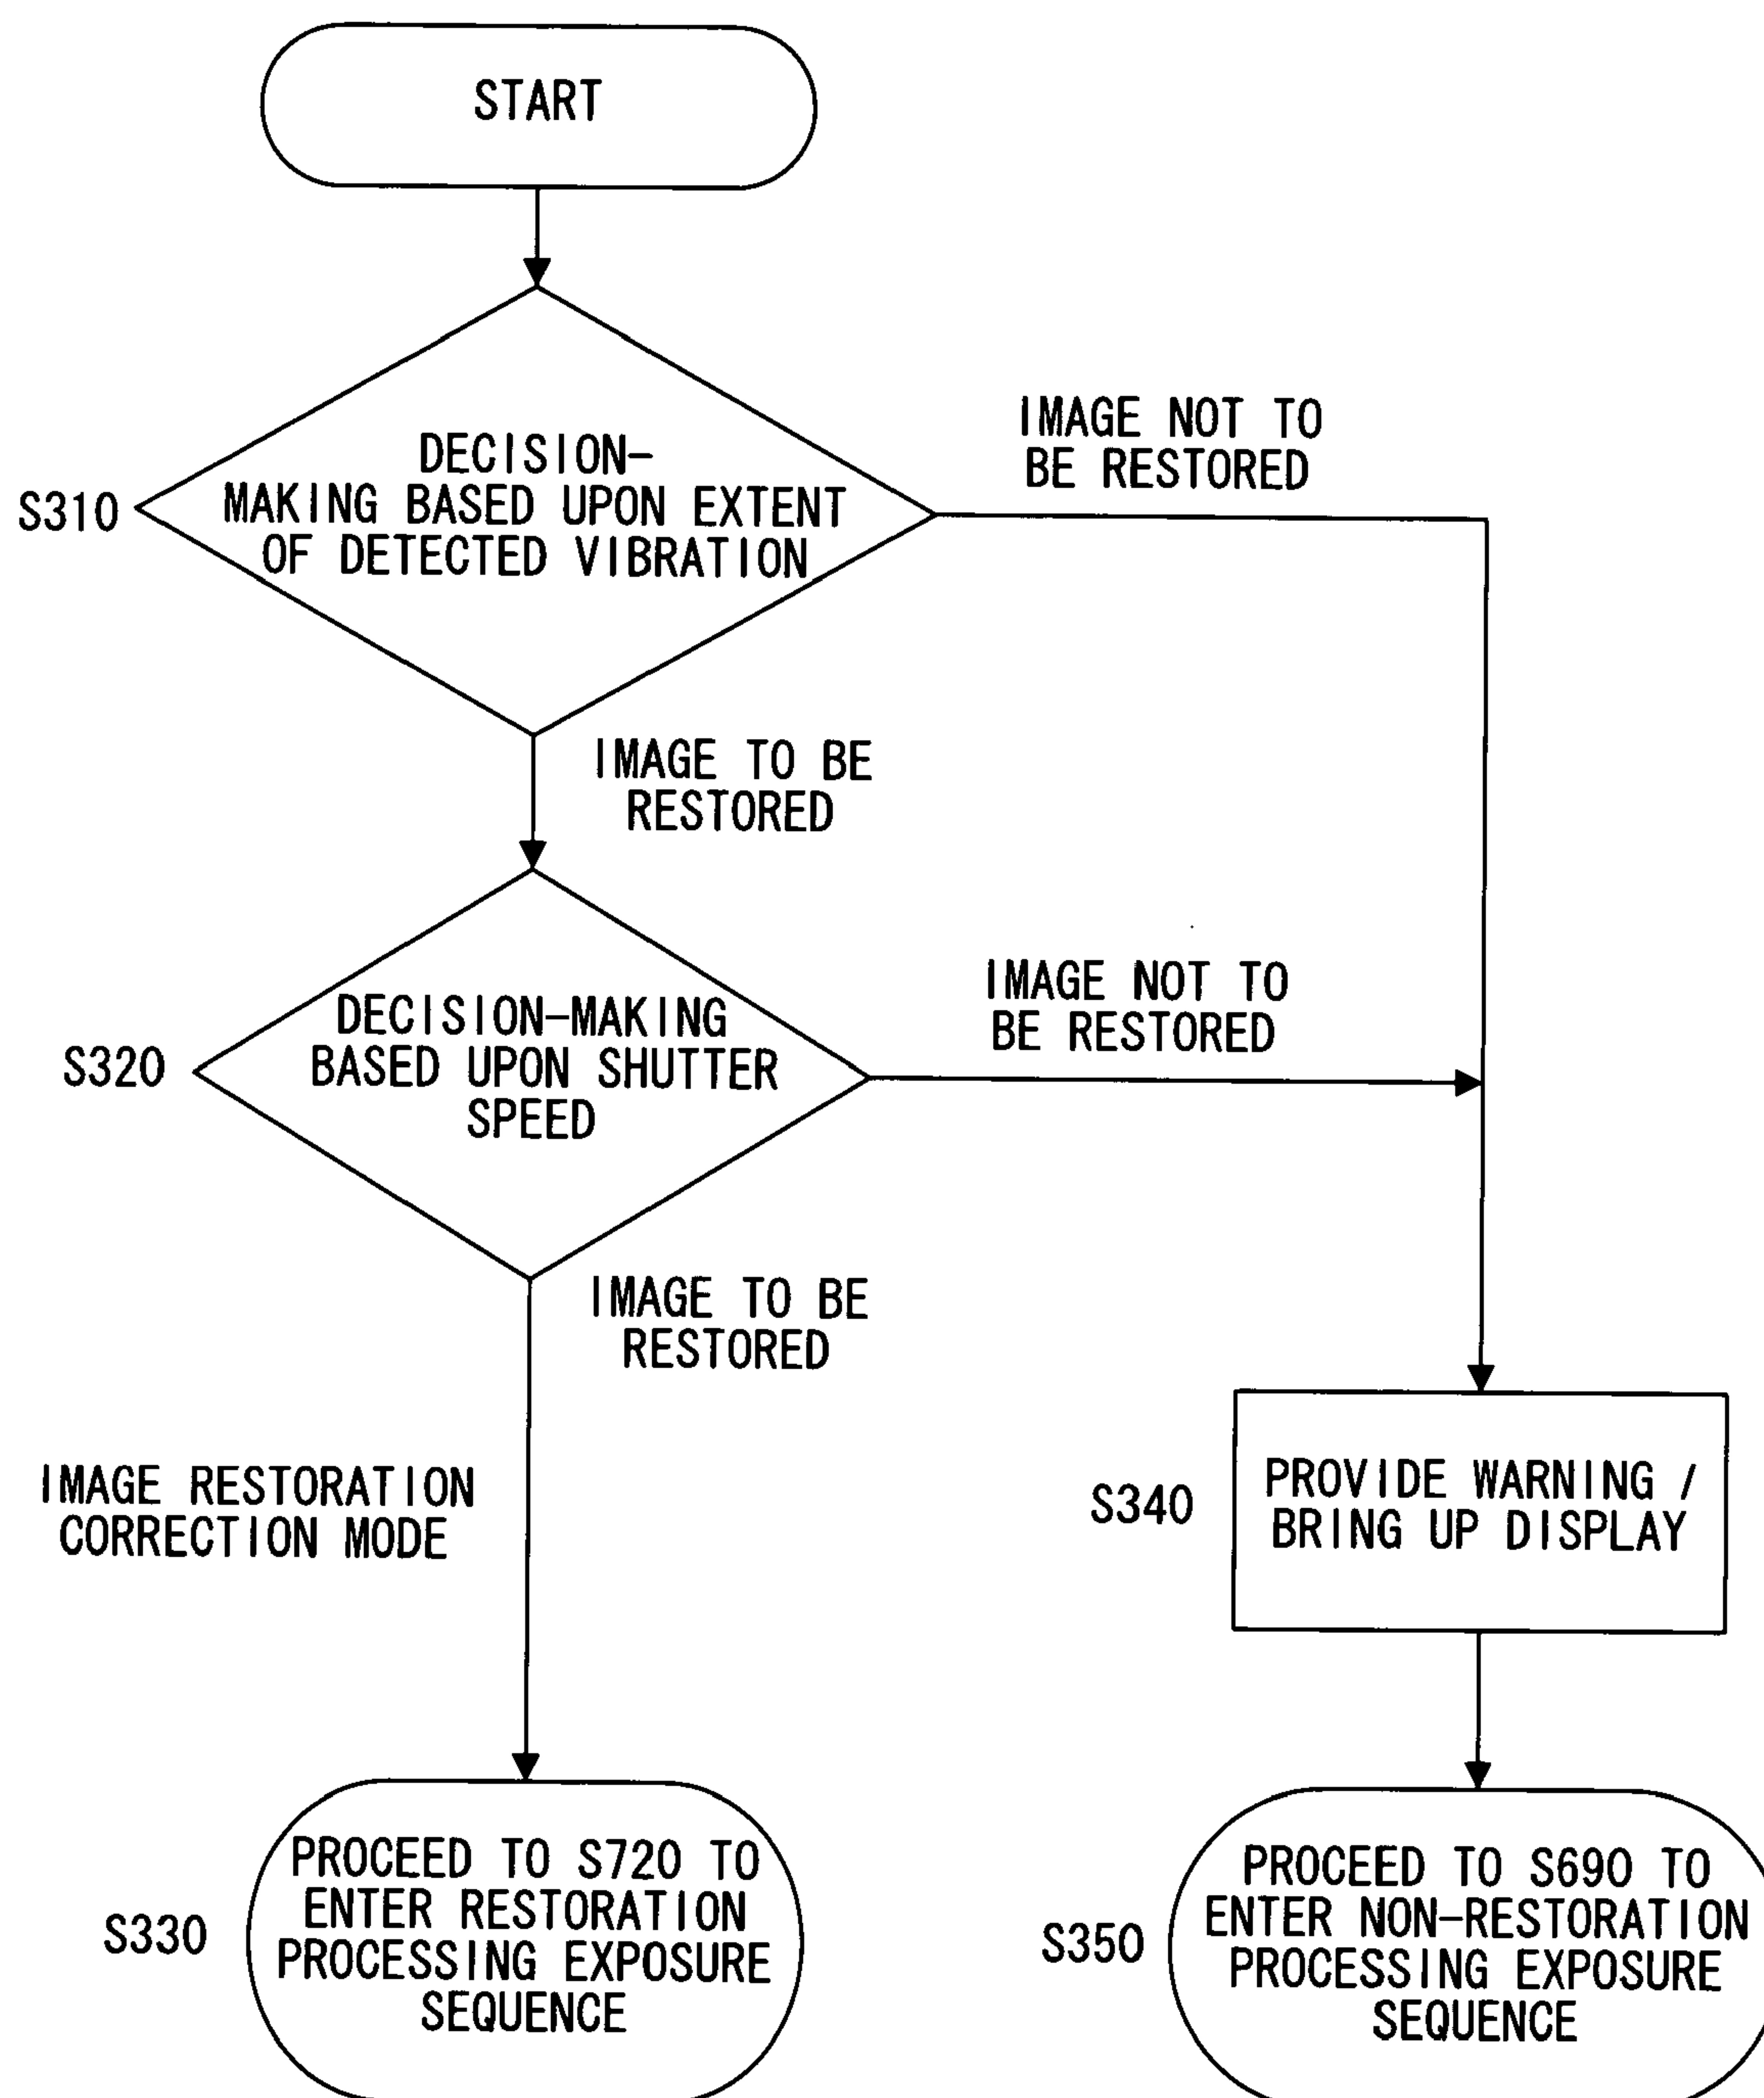 START
S310
DECISION-
MAKING BASED UPON EXTENT
OF DETECTED VIBRATION
IMAGE NOT TO
BE RESTORED
IMAGE TO BE
RESTORED
S320
DECISION-MAKING
BASED UPON SHUTTER
SPEED
IMAGE NOT TO
BE RESTORED
IMAGE TO BE
RESTORED
IMAGE RESTORATION
CORRECTION MODE
S340
PROVIDE WARNING /
BRING UP DISPLAY
S330
PROCEED TO S720 TO
ENTER RESTORATION
PROCESSING EXPOSURE
SEQUENCE
S350
PROCEED TO S690 TO
ENTER NON-RESTORATION
PROCESSING EXPOSURE
SEQUENCE